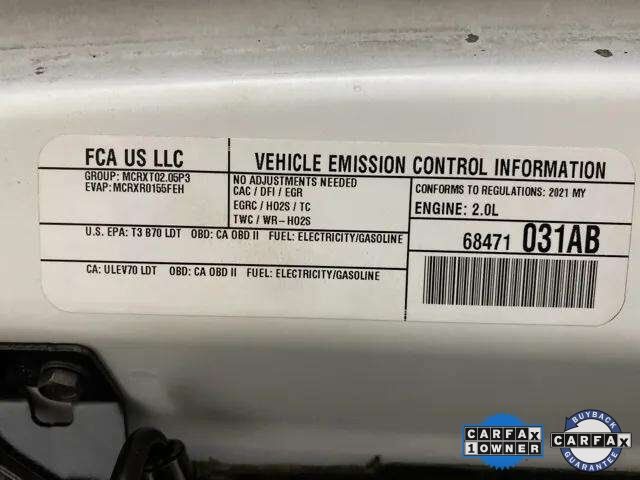 FCA US LLC
GROUP: MCRXT02.05P3
EVAP: MCRXR0155FEH
VEHICLE EMISSION CONTROL INFORMATION
NO ADJUSTMENTS NEEDED
CAC / DFI / EGR
EGRC / HO2S / TC
TWC / WR-HO2S
CONFORMS TO REGULATIONS: 2021 MY
ENGINE: 2.0L
U.S. EPA: T3 B70 LDT OBD: CA OBD II FUEL: ELECTRICITY/GASOLINE
68471 031AB
CA: ULEV70 LDT OBD: CA OBD II FUEL: ELECTRICITY/GASOLINE
CARFAX
1 OWNER
BUYBACK
CARFAX
GUARANTEE